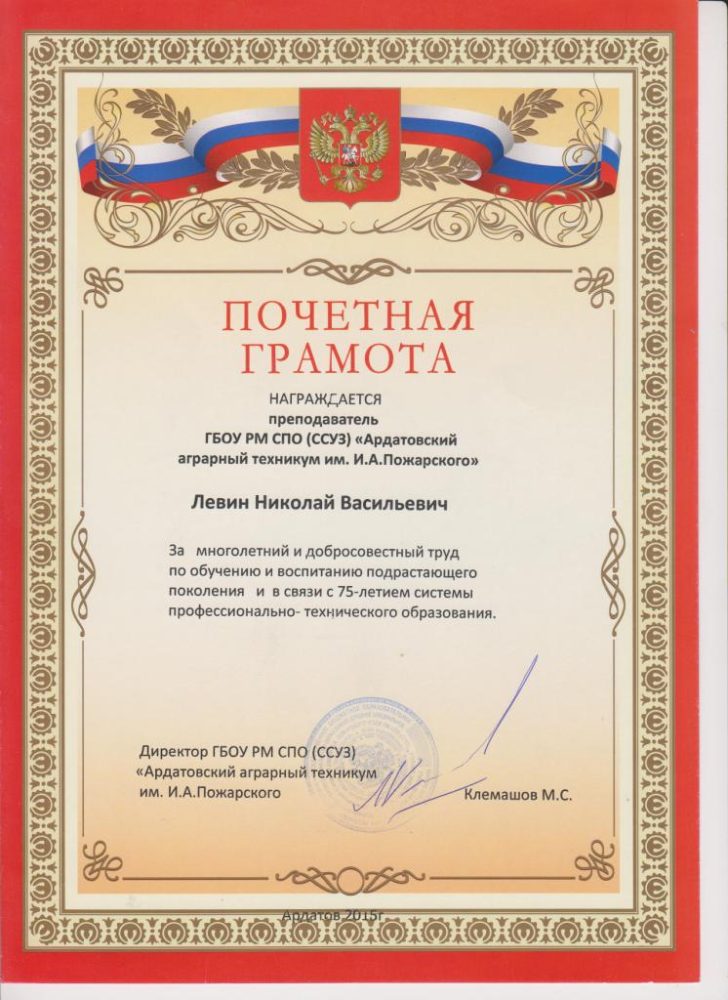 ПОЧЕТНАЯ
ГРАМОТА
НАГРАЖДАЕТСЯ
преподаватель
ГБОУ РМ СПО (ССУЗ) «Ардатовский
аграрный техникум им. И.А.Пожарского»
Левин Николай Васильевич
За многолетний и добросовестный труд
по обучению и воспитанию подрастающего
поколения и в связи с 75-летием системы
профессионально- технического образования.
Директор ГБОУ РМ СПО (ССУЗ)
«Ардатовский аграрный техникум
им. И.А.Пожарского
Клемашов М.С.
Ардатов 2015г